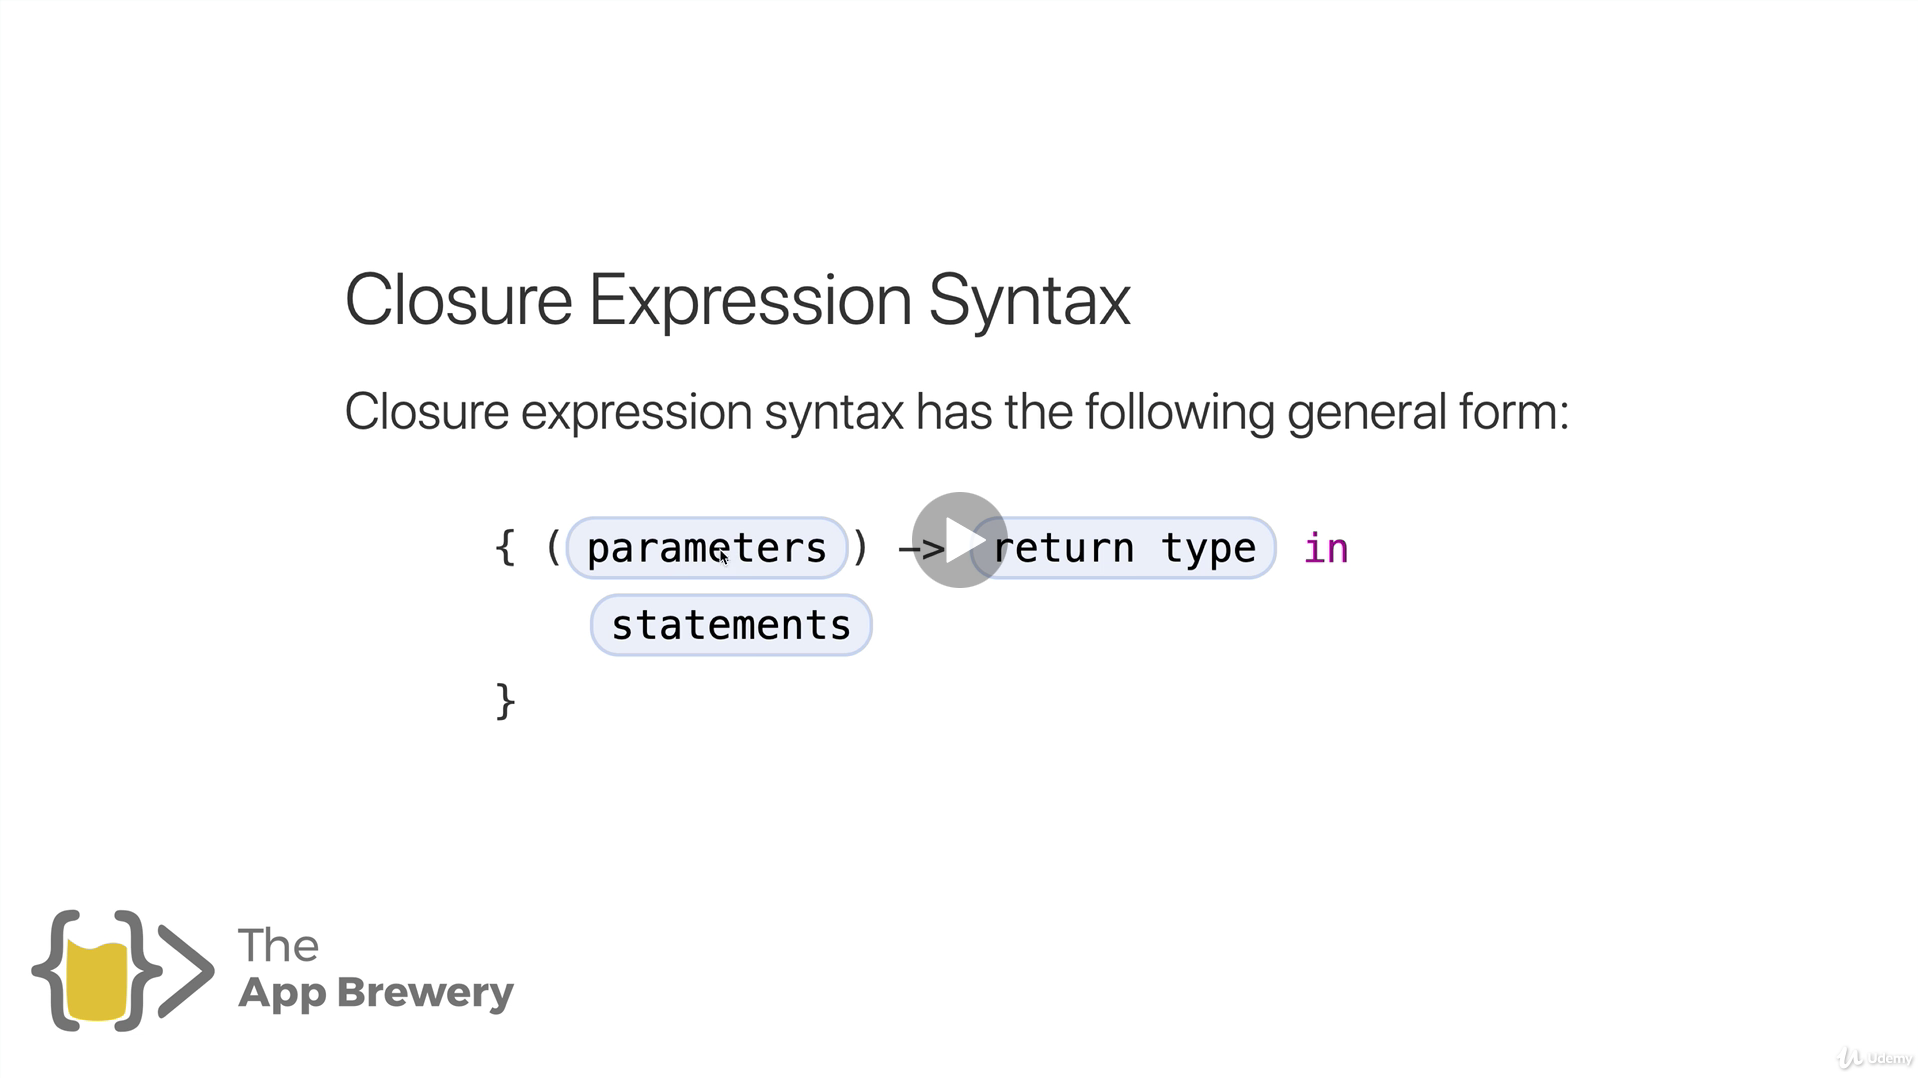 Closure Expression Syntax
Closure expression syntax has the following general form:
{ (parameters) -> return type in
statements
}
The
App Brewery
Udemy